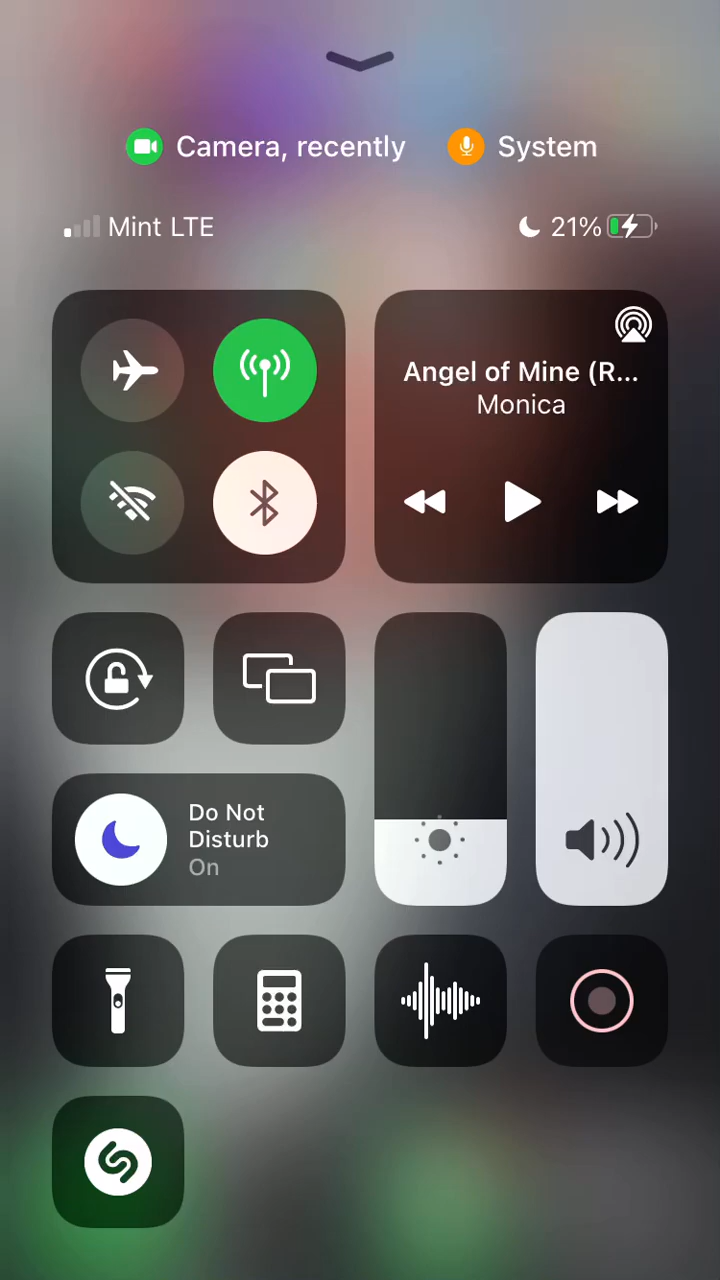 Camera, recently
System
Mint LTE
21%
Angel of Mine (R...
Monica
Do Not
Disturb
On